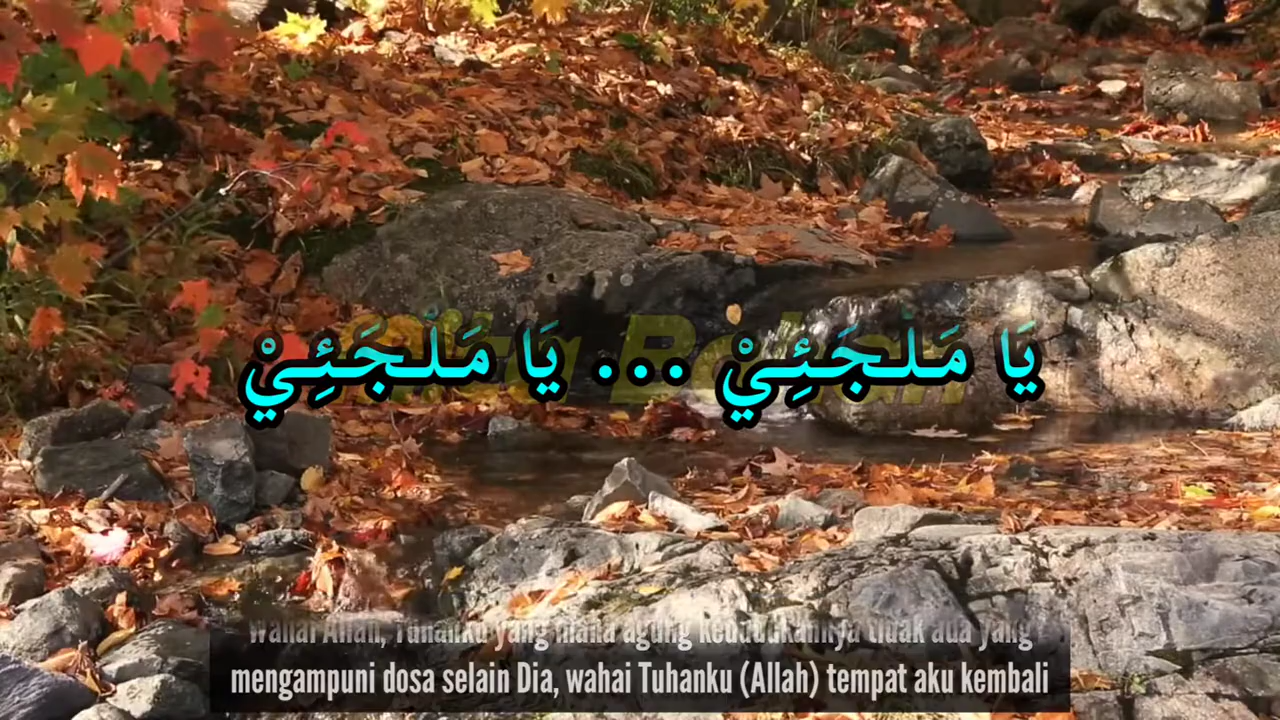 يَا مَلْجَئِيْ ... يَا مَلْجَئِيْ
Wahai Allah, Tuhanku yang maha agung kedudukannya tidak ada yang
mengampuni dosa selain Dia, wahai Tuhanku (Allah) tempat aku kembali